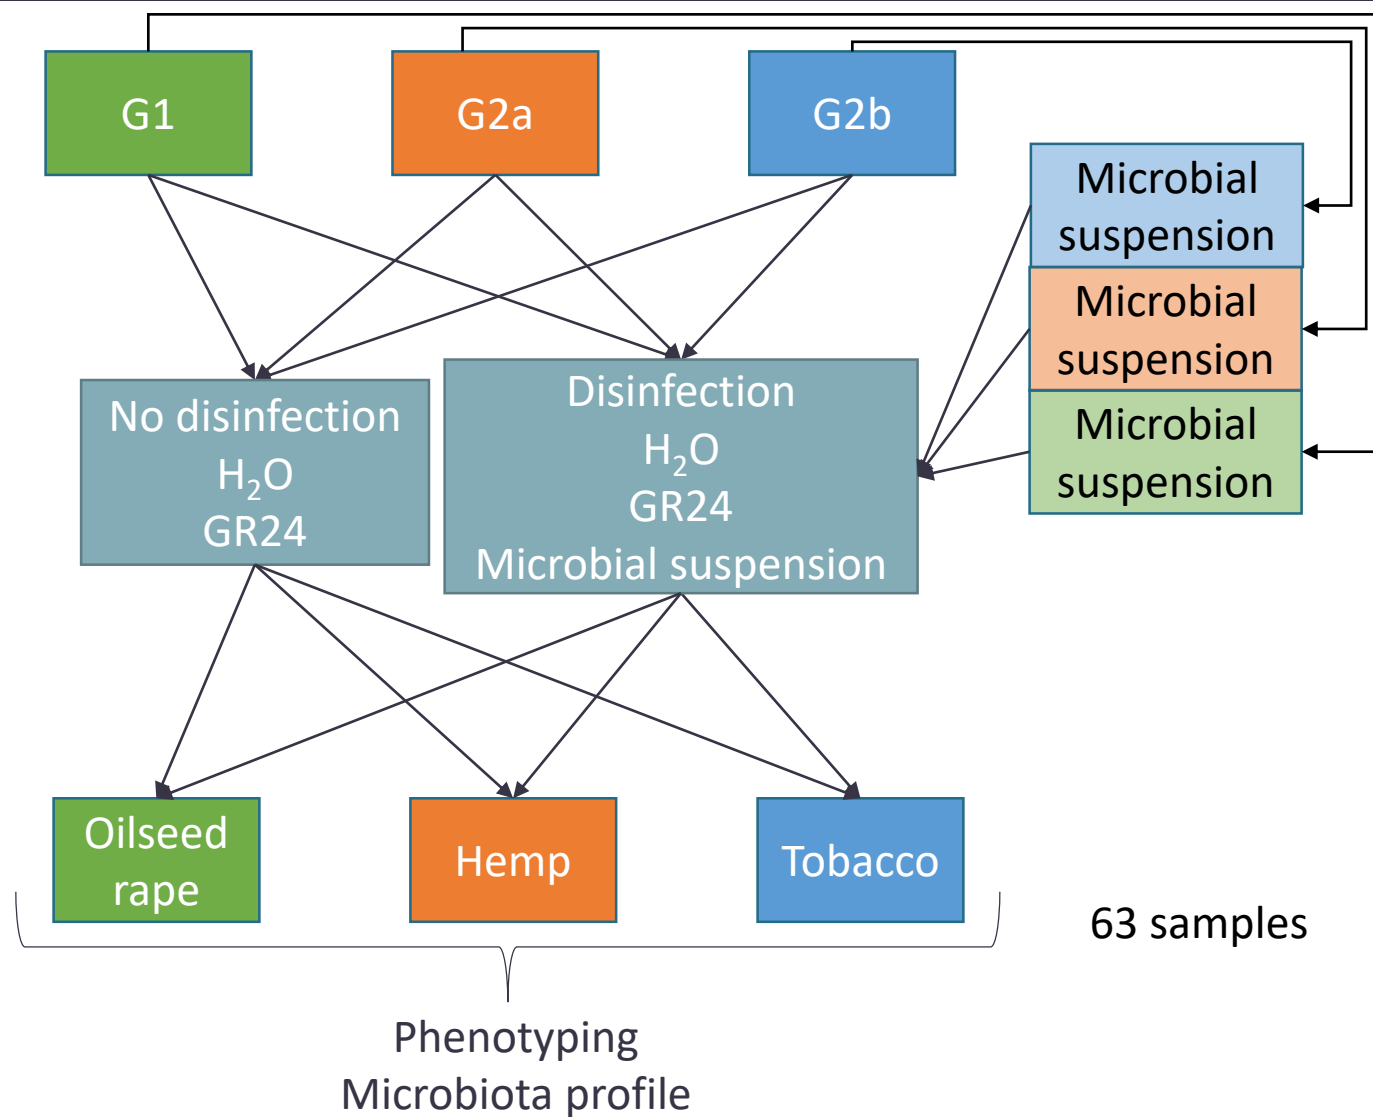 G1
G2a
G2b
Microbial
suspension
Microbial
suspension
Microbial
suspension
No disinfection
H₂O
GR24
Disinfection
H₂O
GR24
Microbial suspension
Oilseed
rape
Hemp
Tobacco
63 samples
Phenotyping
Microbiota profile